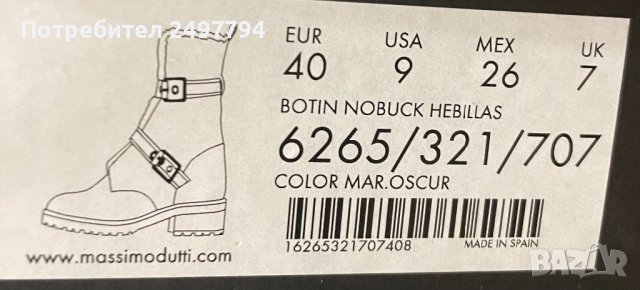 Потребител 2497794
EUR USA MEX UK
40 9 26 7
BOTIN NOBUCK HEBILLAS
6265/321/707
COLOR MAR.OSCUR
16265321707408
MADE IN SPAIN
www.massimodutti.com
BAZAR